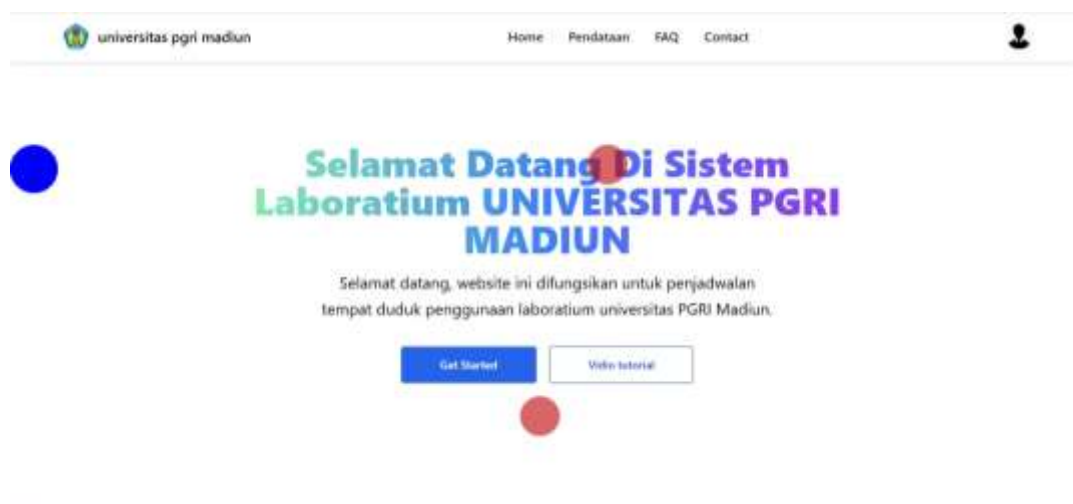 universitas pgri madiun
Home Pendataan FAQ Contact
Selamat Datang Di Sistem
Laboratium UNIVERSITAS PGRI
MADIUN
Selamat datang, website ini difungsikan untuk penjadwalan
tempat duduk penggunaan laboratium universitas PGRI Madiun.
Get Started Vidio tutorial